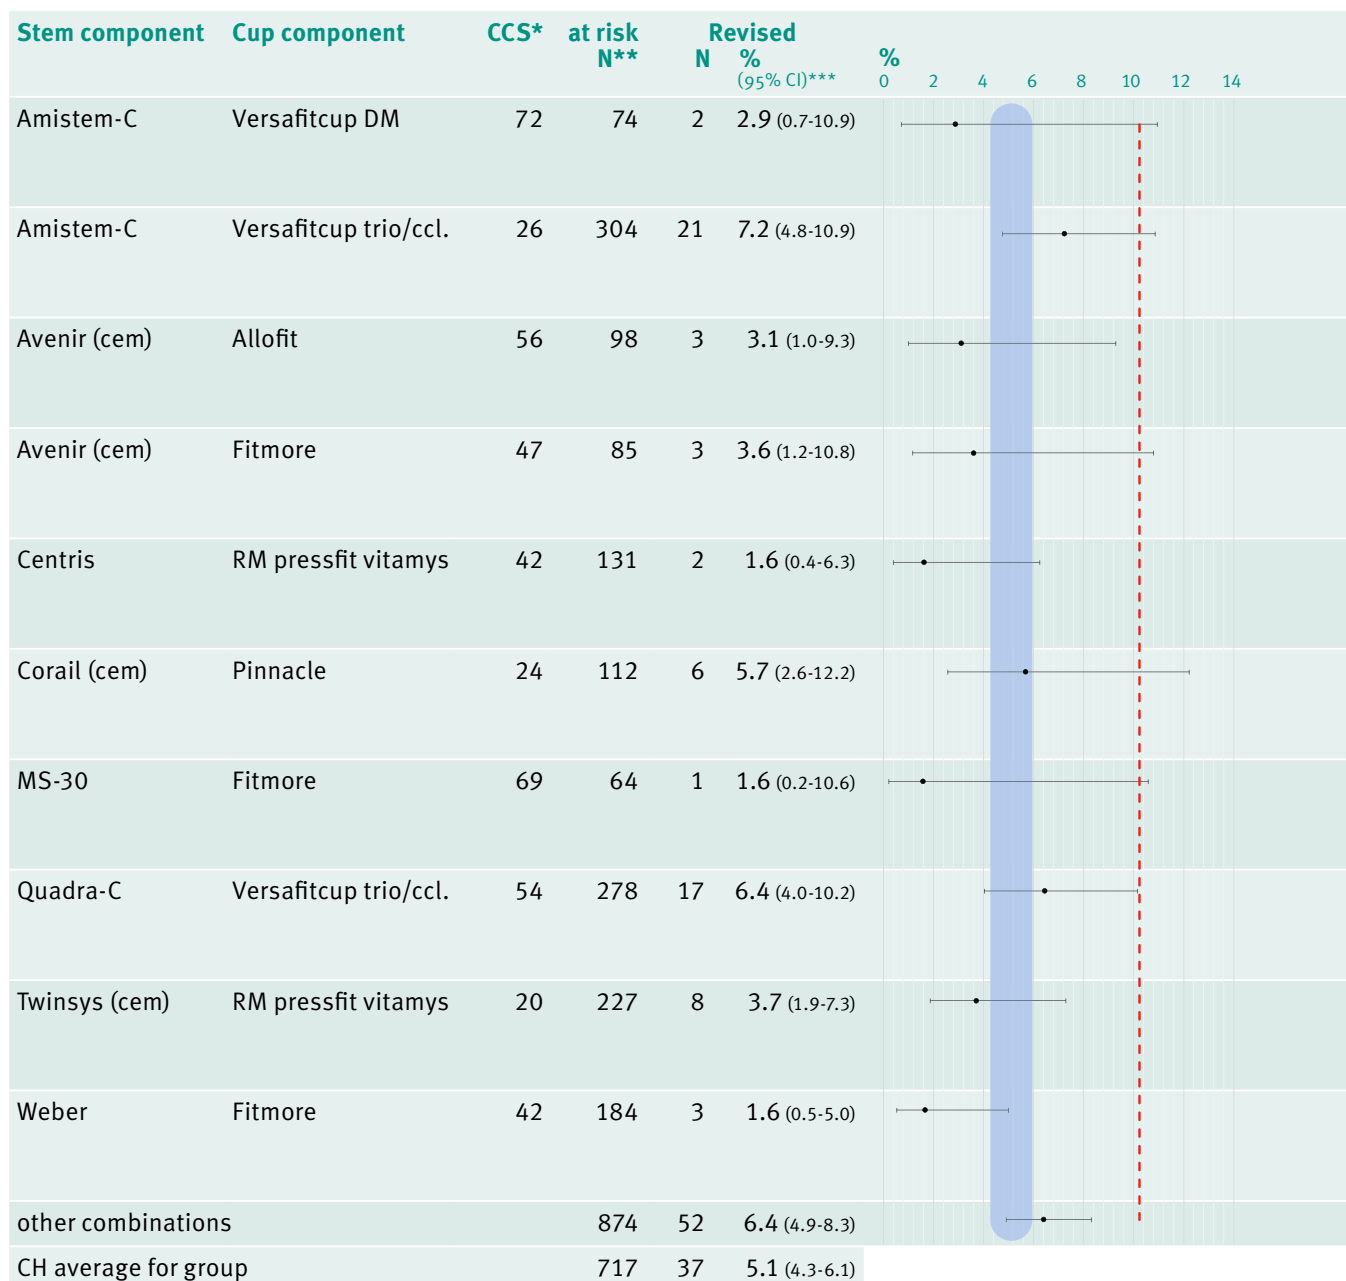 Stem component Cup component CCS* at risk Revised
N** N % %
(95% CI)*** 0 2 4 6 8 10 12 14
Amistem-C Versafitcup DM 72 74 2 2.9 (0.7-10.9)
Amistem-C Versafitcup trio/ccl. 26 304 21 7.2 (4.8-10.9)
Avenir (cem) Allofit 56 98 3 3.1 (1.0-9.3)
Avenir (cem) Fitmore 47 85 3 3.6 (1.2-10.8)
Centris RM pressfit vitamys 42 131 2 1.6 (0.4-6.3)
Corail (cem) Pinnacle 24 112 6 5.7 (2.6-12.2)
MS-30 Fitmore 69 64 1 1.6 (0.2-10.6)
Quadra-C Versafitcup trio/ccl. 54 278 17 6.4 (4.0-10.2)
Twinsys (cem) RM pressfit vitamys 20 227 8 3.7 (1.9-7.3)
Weber Fitmore 42 184 3 1.6 (0.5-5.0)
other combinations 874 52 6.4 (4.9-8.3)
CH average for group 717 37 5.1 (4.3-6.1)